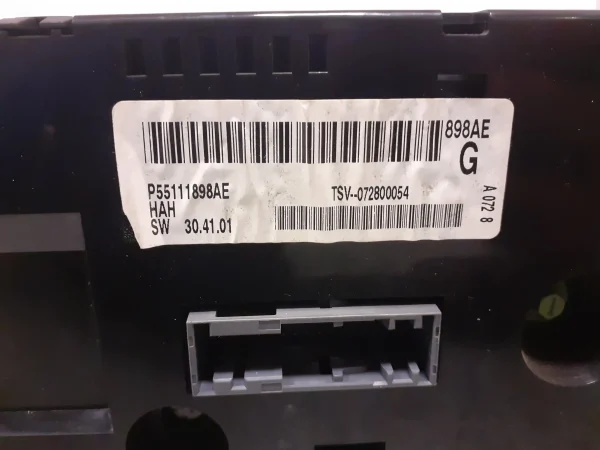 898AE
G
P55111898AE
HAH
SW 30.41.01
TSV--072800054
A 072 8